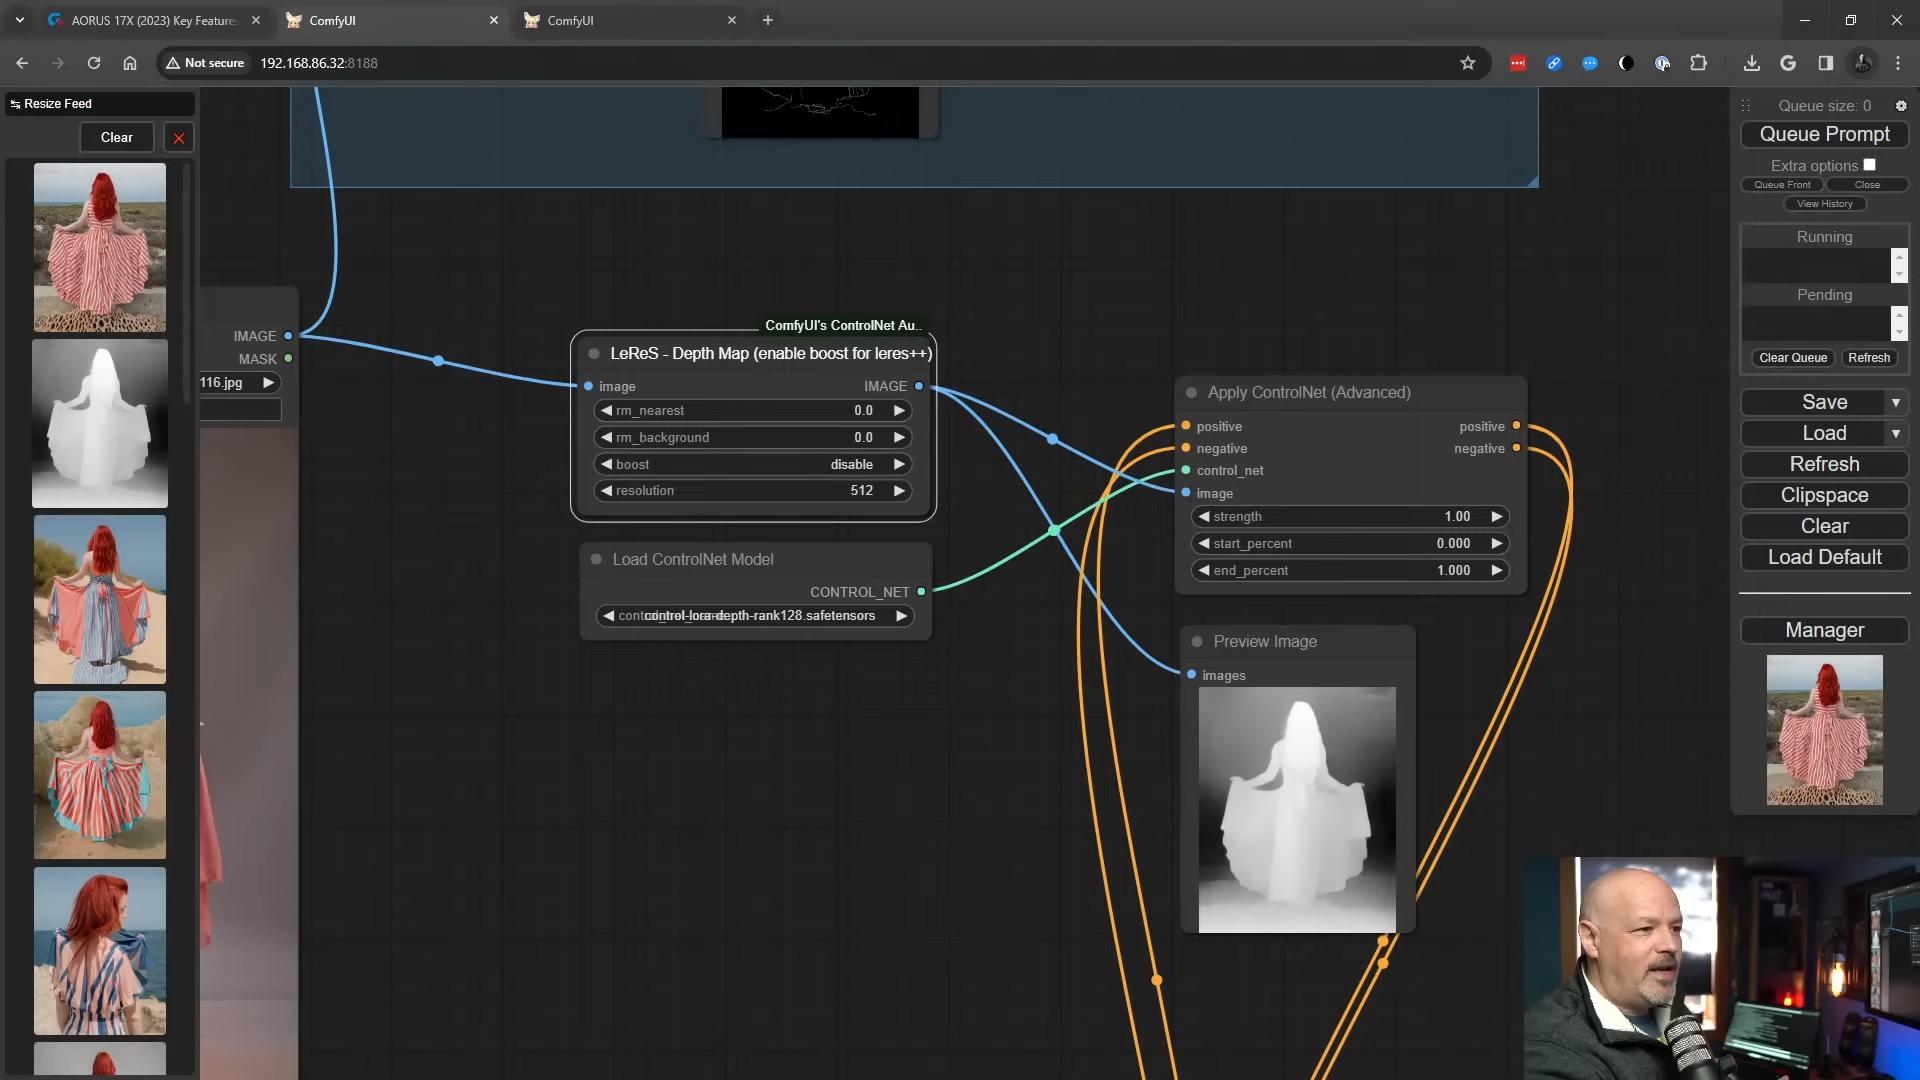 AORUS 17X (2023) Key Feature
ComfyUI
ComfyUI
Not secure
192.168.86.32:8188
Resize Feed
Clear
Queue size: 0
Queue Prompt
Extra options
Queue Front
Close
View History
Running
Pending
Clear Queue
Refresh
Save
Load
Refresh
Clipspace
Clear
Load Default
Manager
IMAGE
MASK
116.jpg
ComfyUI's ControlNet Au..
LeReS - Depth Map (enable boost for leres++)
image
IMAGE
rm_nearest 0.0
rm_background 0.0
boost disable
resolution 512
Load ControlNet Model
CONTROL_NET
control-lora-depth-rank128.safetensors
Apply ControlNet (Advanced)
positive
positive
negative
negative
control_net
image
strength 1.00
start_percent 0.000
end_percent 1.000
Preview Image
images